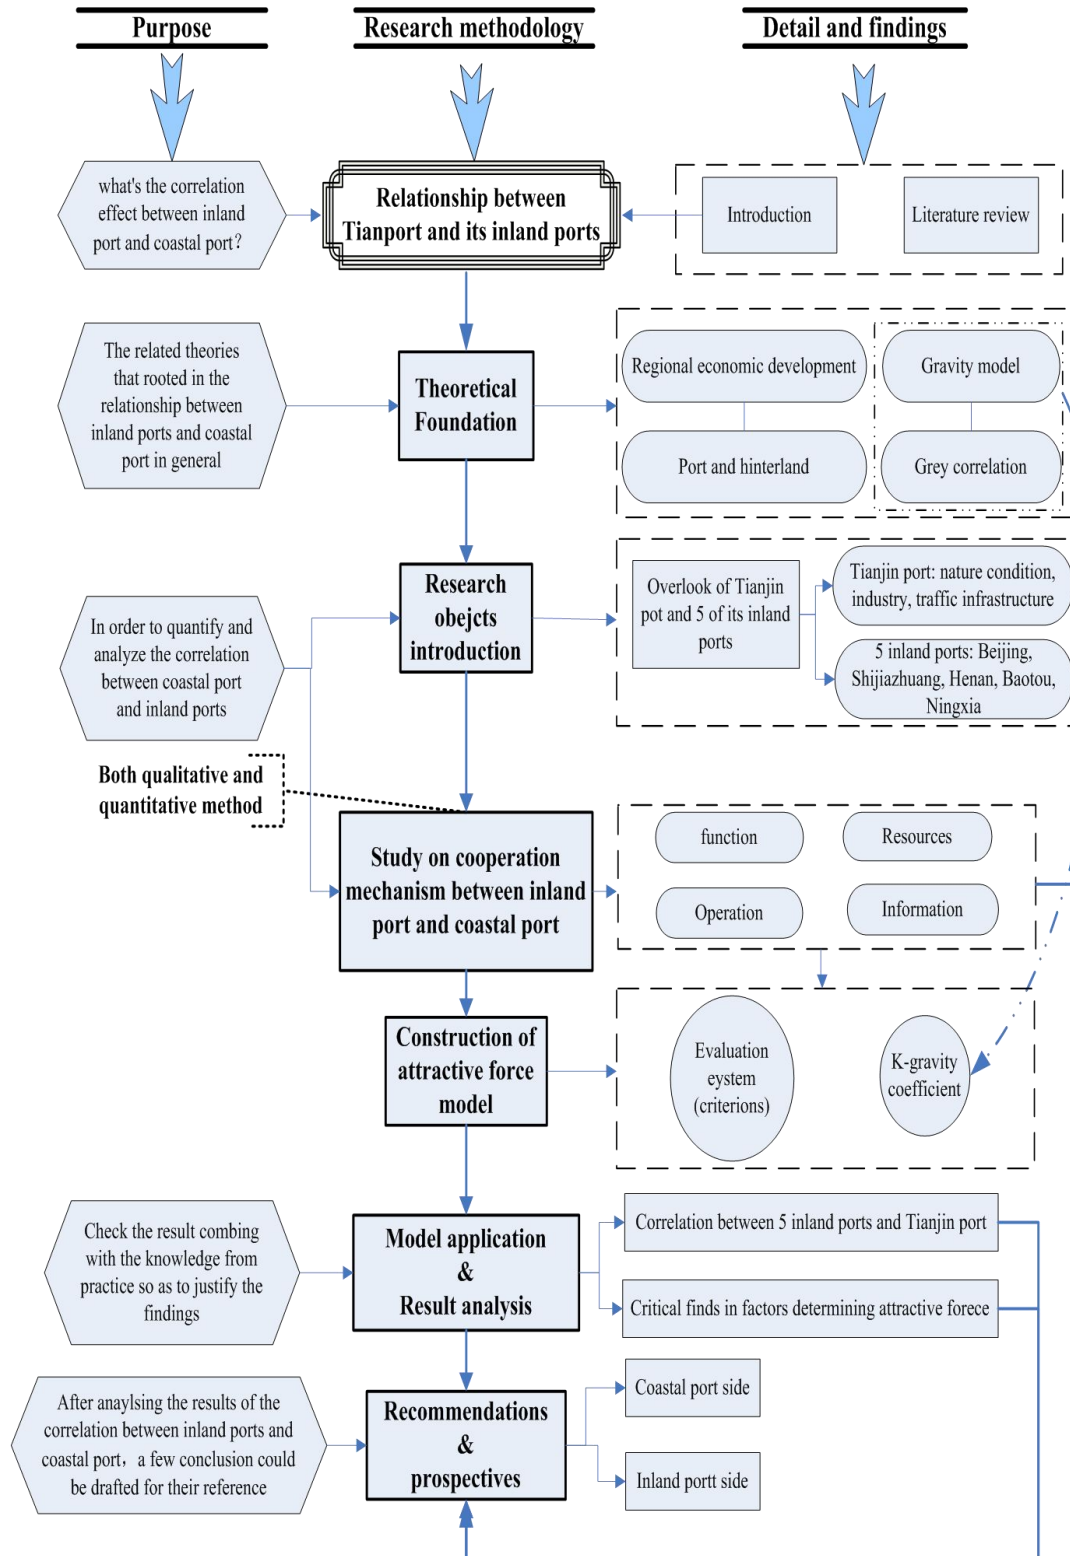 Purpose
Research methodology
Detail and findings
what's the correlation
effect between inland
port and coastal port?
Relationship between
Tianport and its inland ports
Introduction
Literature review
The related theories
that rooted in the
relationship between
inland ports and coastal
port in general
Theoretical
Foundation
Regional economic development
Gravity model
Port and hinterland
Grey correlation
In order to quantify and
analyze the correlation
between coastal port
and inland ports
Research
obejcts
introduction
Overlook of Tianjin
pot and 5 of its inland
ports
Tianjin port: nature condition,
industry, traffic infrastructure
5 inland ports: Beijing,
Shijiazhuang, Henan, Baotou,
Ningxia
Both qualitative and
quantitative method
Study on cooperation
mechanism between inland
port and coastal port
function
Resources
Operation
Information
Construction of
attractive force
model
Evaluation
eystem
(criterions)
K-gravity
coefficient
Check the result combing
with the knowledge from
practice so as to justify the
findings
Model application
&
Result analysis
Correlation between 5 inland ports and Tianjin port
Critical finds in factors determining attractive forece
After anaylsing the results of the
correlation between inland ports and
coastal port, a few conclusion could
be drafted for their reference
Recommendations
&
prospectives
Coastal port side
Inland portt side